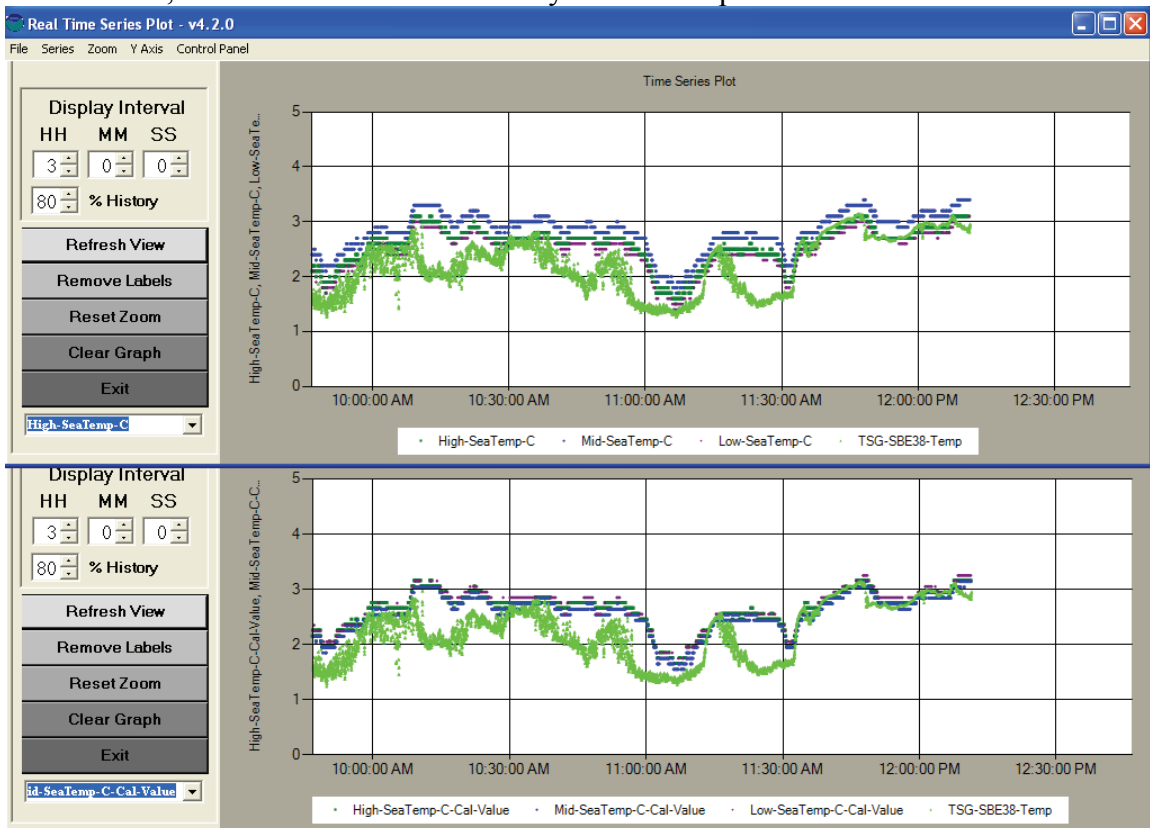 Real Time Series Plot - v4.2.0
File Series Zoom Y Axis Control Panel
Time Series Plot
Display Interval
HH MM SS
3 0 0
80 % History
Refresh View
Remove Labels
Reset Zoom
Clear Graph
Exit
High-SeaTemp-C
High-SeaTemp-C, Mid-SeaTemp-C, Low-SeaTe...
5
4
3
2
1
0
10:00:00 AM 10:30:00 AM 11:00:00 AM 11:30:00 AM 12:00:00 PM 12:30:00 PM
High-SeaTemp-C Mid-SeaTemp-C Low-SeaTemp-C TSG-SBE38-Temp
Display Interval
HH MM SS
3 0 0
80 % History
Refresh View
Remove Labels
Reset Zoom
Clear Graph
Exit
id-SeaTemp-C-Cal-Value
High-SeaTemp-C-Cal-Value, Mid-SeaTemp-C-C...
5
4
3
2
1
0
10:00:00 AM 10:30:00 AM 11:00:00 AM 11:30:00 AM 12:00:00 PM 12:30:00 PM
High-SeaTemp-C-Cal-Value Mid-SeaTemp-C-Cal-Value Low-SeaTemp-C-Cal-Value TSG-SBE38-Temp